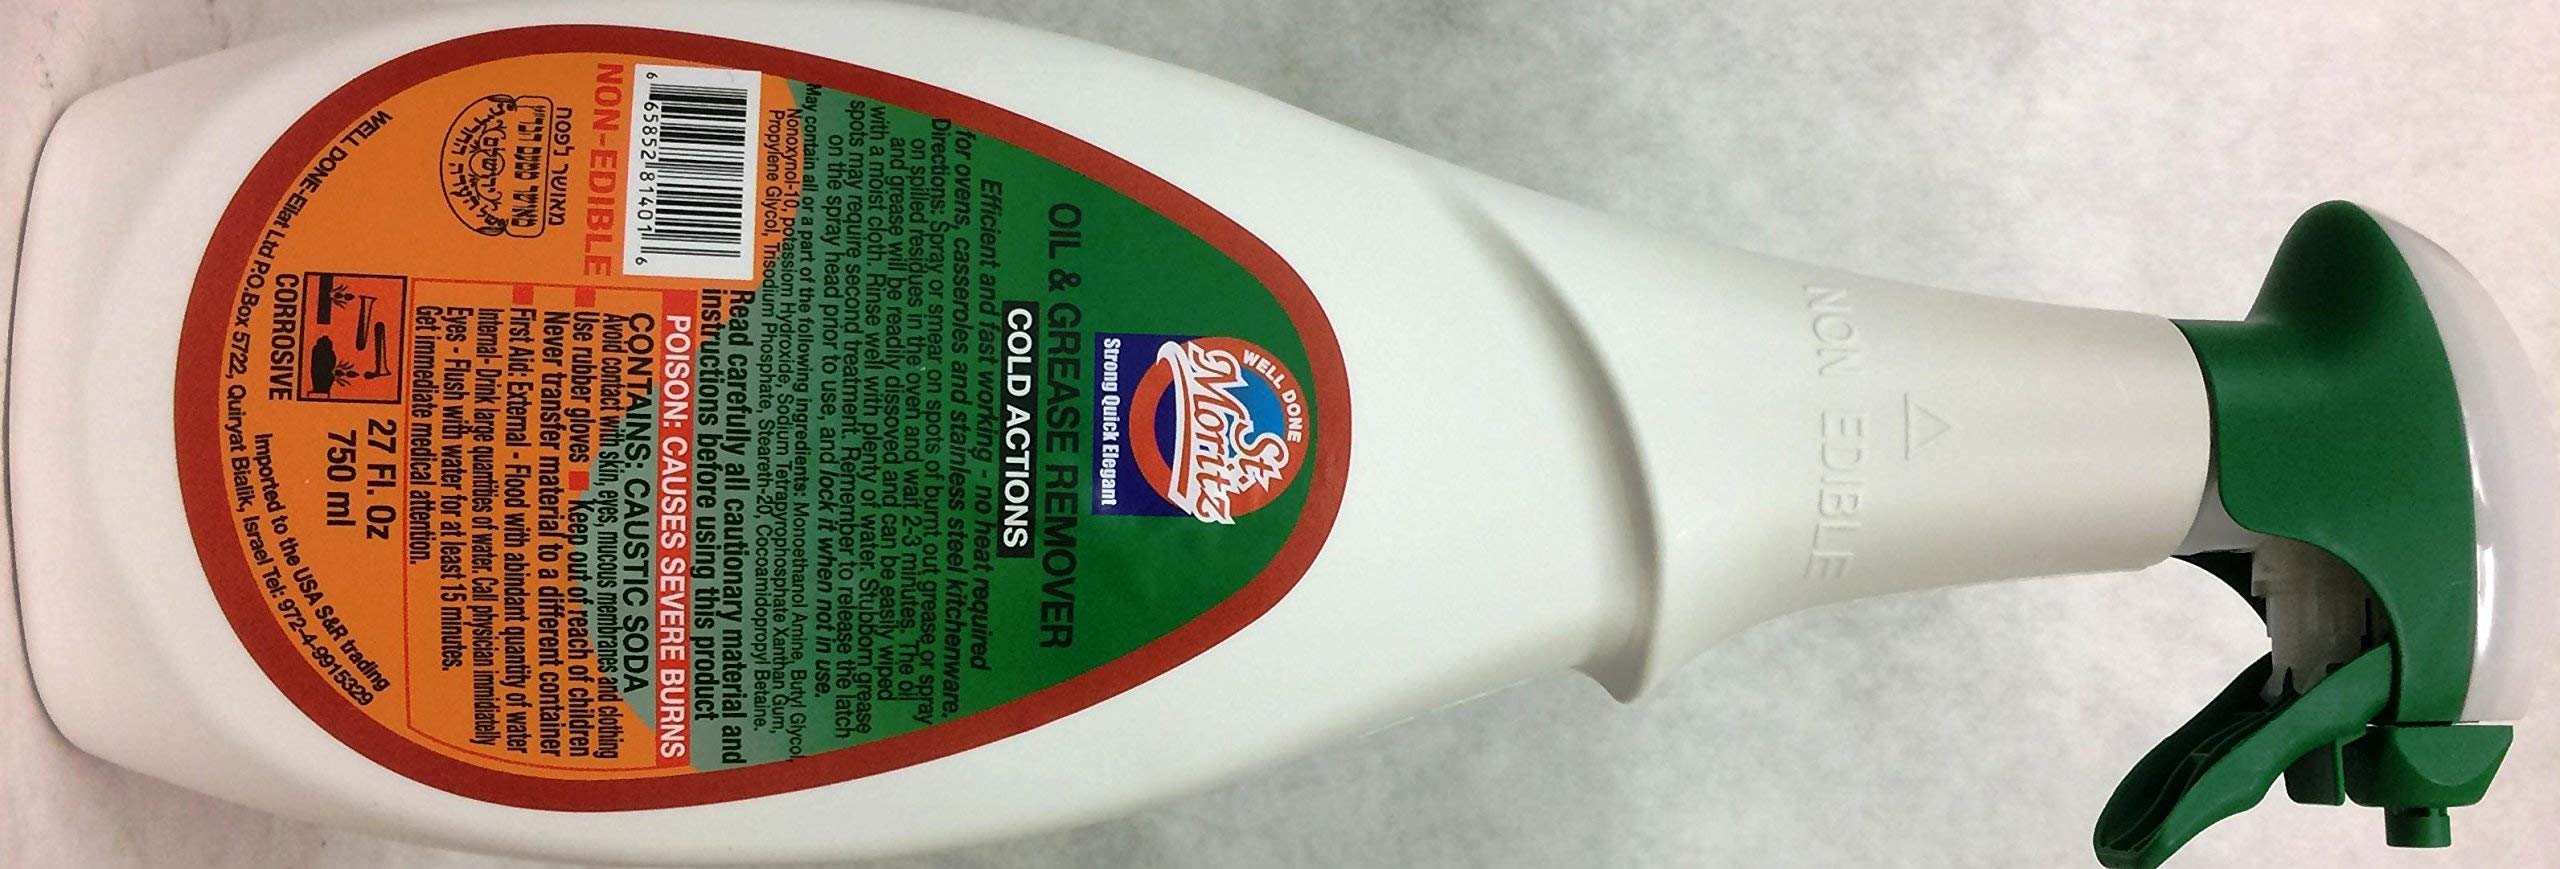 NON EDIBLE
WELL DONE
St.
Moritz
Strong Quick Elegant
OIL & GREASE REMOVER
COLD ACTIONS
Efficient and fast working - no heat required
for ovens, casseroles and stainless steel kitchenware.
Directions: Spray or smear on spots of burnt out grease or spray
on spilled residues in the oven and wait 2-3 minutes. The oil
and grease will be readily dissoved and can be easily wiped
with a moist cloth. Rinse well with plenty of water. Stubborn grease
spots may require second treatment. Remember to release the latch
on the spray head prior to use, and lock it when not in use.
May contain all or a part of the following ingredients: Monoethanol Amine, Butyl Glycol,
Nonoxynol-10, potassiom Hydroxide, Sodium Tetrapyrophosphate Xanthan Gum,
Propylene Glycol, Trisodium Phosphate, Steareth-20, Cocoamidopropyl Betaline.
Read carefully all cautionary material and
instructions before using this product
POISON: CAUSES SEVERE BURNS
CONTAINS: CAUSTIC SODA
Avoid contact with skin, eyes, mucous membranes and clothing
Use rubber gloves Keep out of reach of children
Never transfer material to a different container
First Aid: External - Flood with abindant quantity of water
Internal- Drink large quantities of water. Call physician immidiatelly
Eyes - Flush with water for at least 15 minutes.
Get immediate medical attention.
6 65852 81401 6
NON-EDIBLE
מאושר לפסח
CORROSIVE
27 Fl. Oz
750 ml
Imported to the USA S&R trading
WELL DONE-Eilat Ltd P.O.Box 5722, Quiryat Bialik, Israel Tel: 972-4-9915329